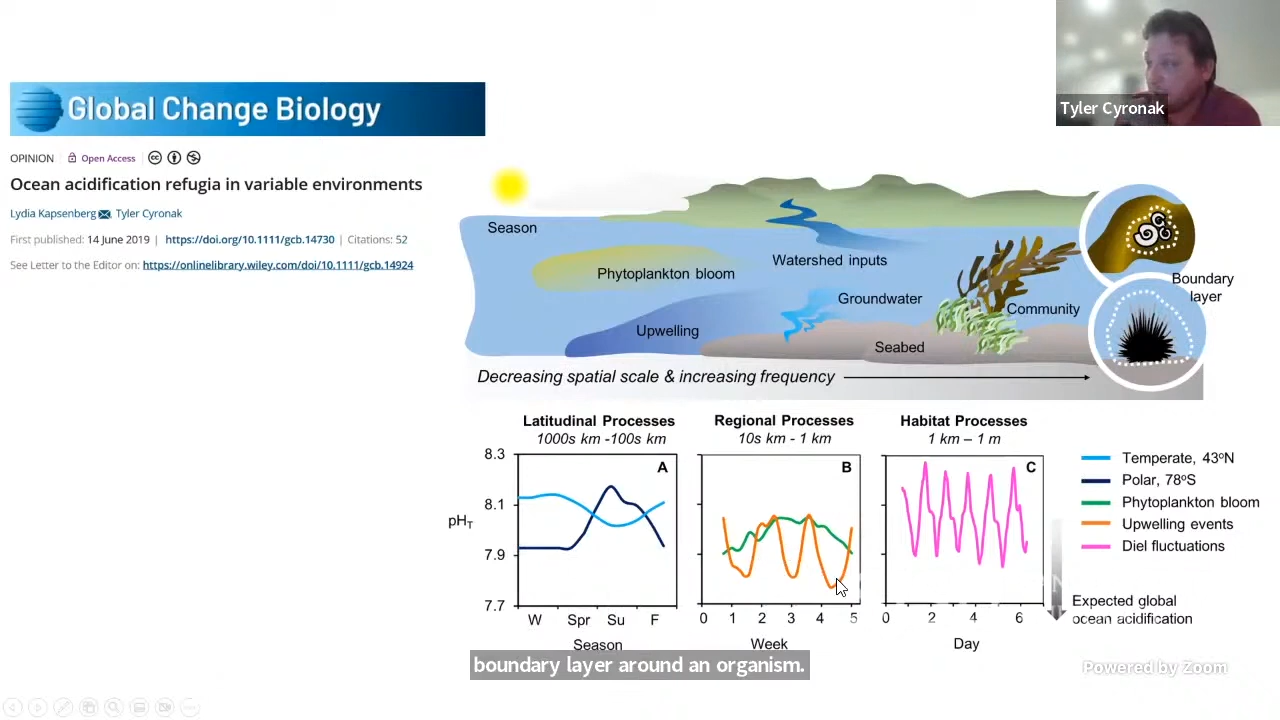 Tyler Cyronak
Global Change Biology
OPINION
Open Access
Ocean acidification refugia in variable environments
Lydia Kapsenberg Tyler Cyronak
First published: 14 June 2019 | https://doi.org/10.1111/gcb.14730 | Citations: 52
See Letter to the Editor on: https://onlinelibrary.wiley.com/doi/10.1111/gcb.14924
Season
Phytoplankton bloom
Watershed inputs
Groundwater
Upwelling
Seabed
Community
Boundary
layer
Decreasing spatial scale & increasing frequency
Latitudinal Processes
1000s km -100s km
Regional Processes
10s km - 1 km
Habitat Processes
1 km – 1 m
8.3
8.1
7.9
7.7
pHT
A
B
C
W Spr Su F
Season
0 1 2 3 4 5
Week
0 2 4 6
Day
Temperate, 43ºN
Polar, 78ºS
Phytoplankton bloom
Upwelling events
Diel fluctuations
Expected global
ocean acidification
boundary layer around an organism.
Powered by Zoom